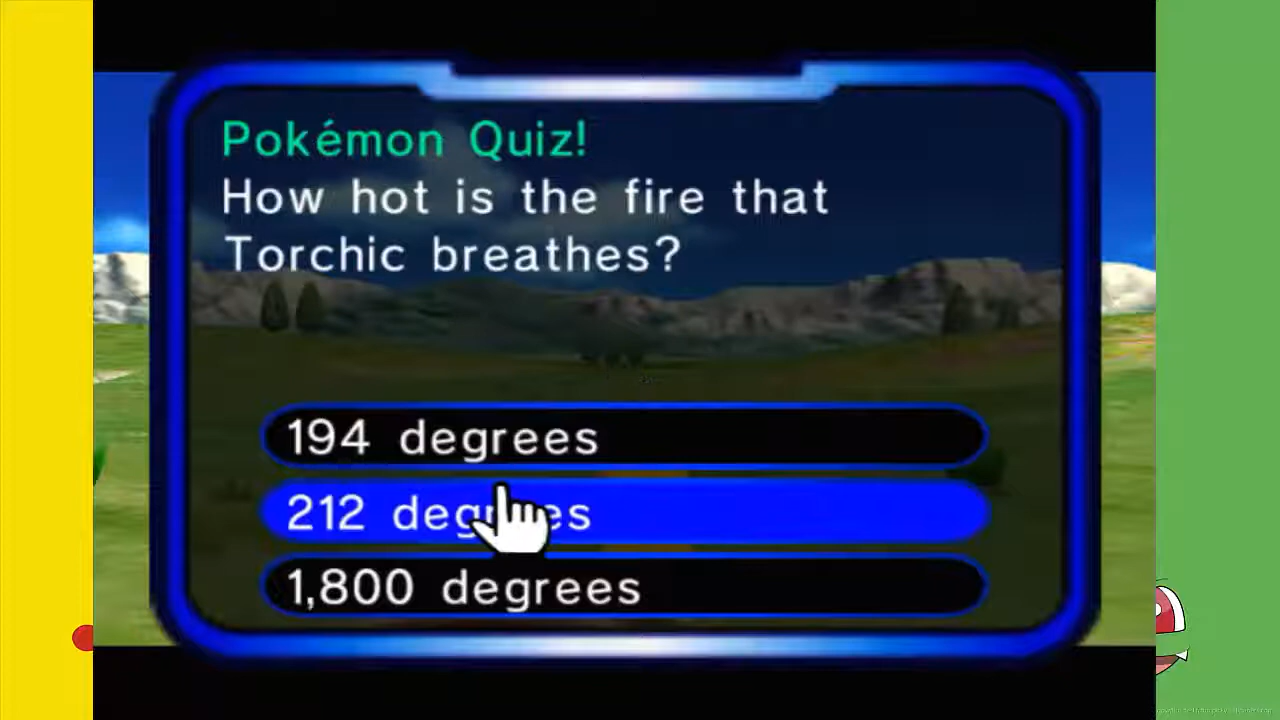 Pokémon Quiz!
How hot is the fire that
Torchic breathes?
194 degrees
212 degrees
1,800 degrees